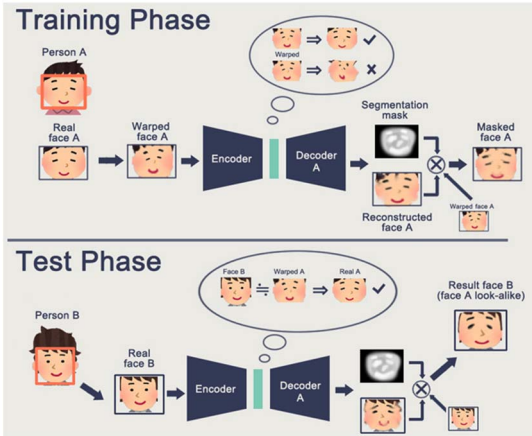 Training Phase
Person A
Warped
Real
face A
Warped
face A
Encoder
Decoder
A
Segmentation
mask
Reconstructed
face A
Masked
face A
Warped face A
Test Phase
Person B
Face B
Warped A
Real A
Real
face B
Encoder
Decoder
A
Result face B
(face A look-alike)